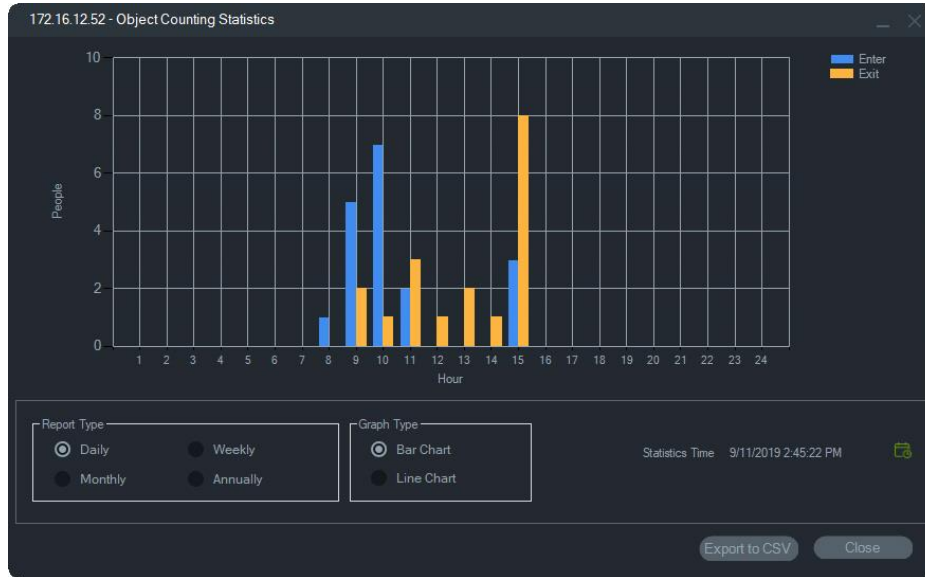 172.16.12.52 - Object Counting Statistics
Enter
Exit
10
8
6
4
2
0
People
1 2 3 4 5 6 7 8 9 10 11 12 13 14 15 16 17 18 19 20 21 22 23 24
Hour
Report Type
Daily Weekly
Monthly Annually
Graph Type
Bar Chart
Line Chart
Statistics Time 9/11/2019 2:45:22 PM
Export to CSV Close